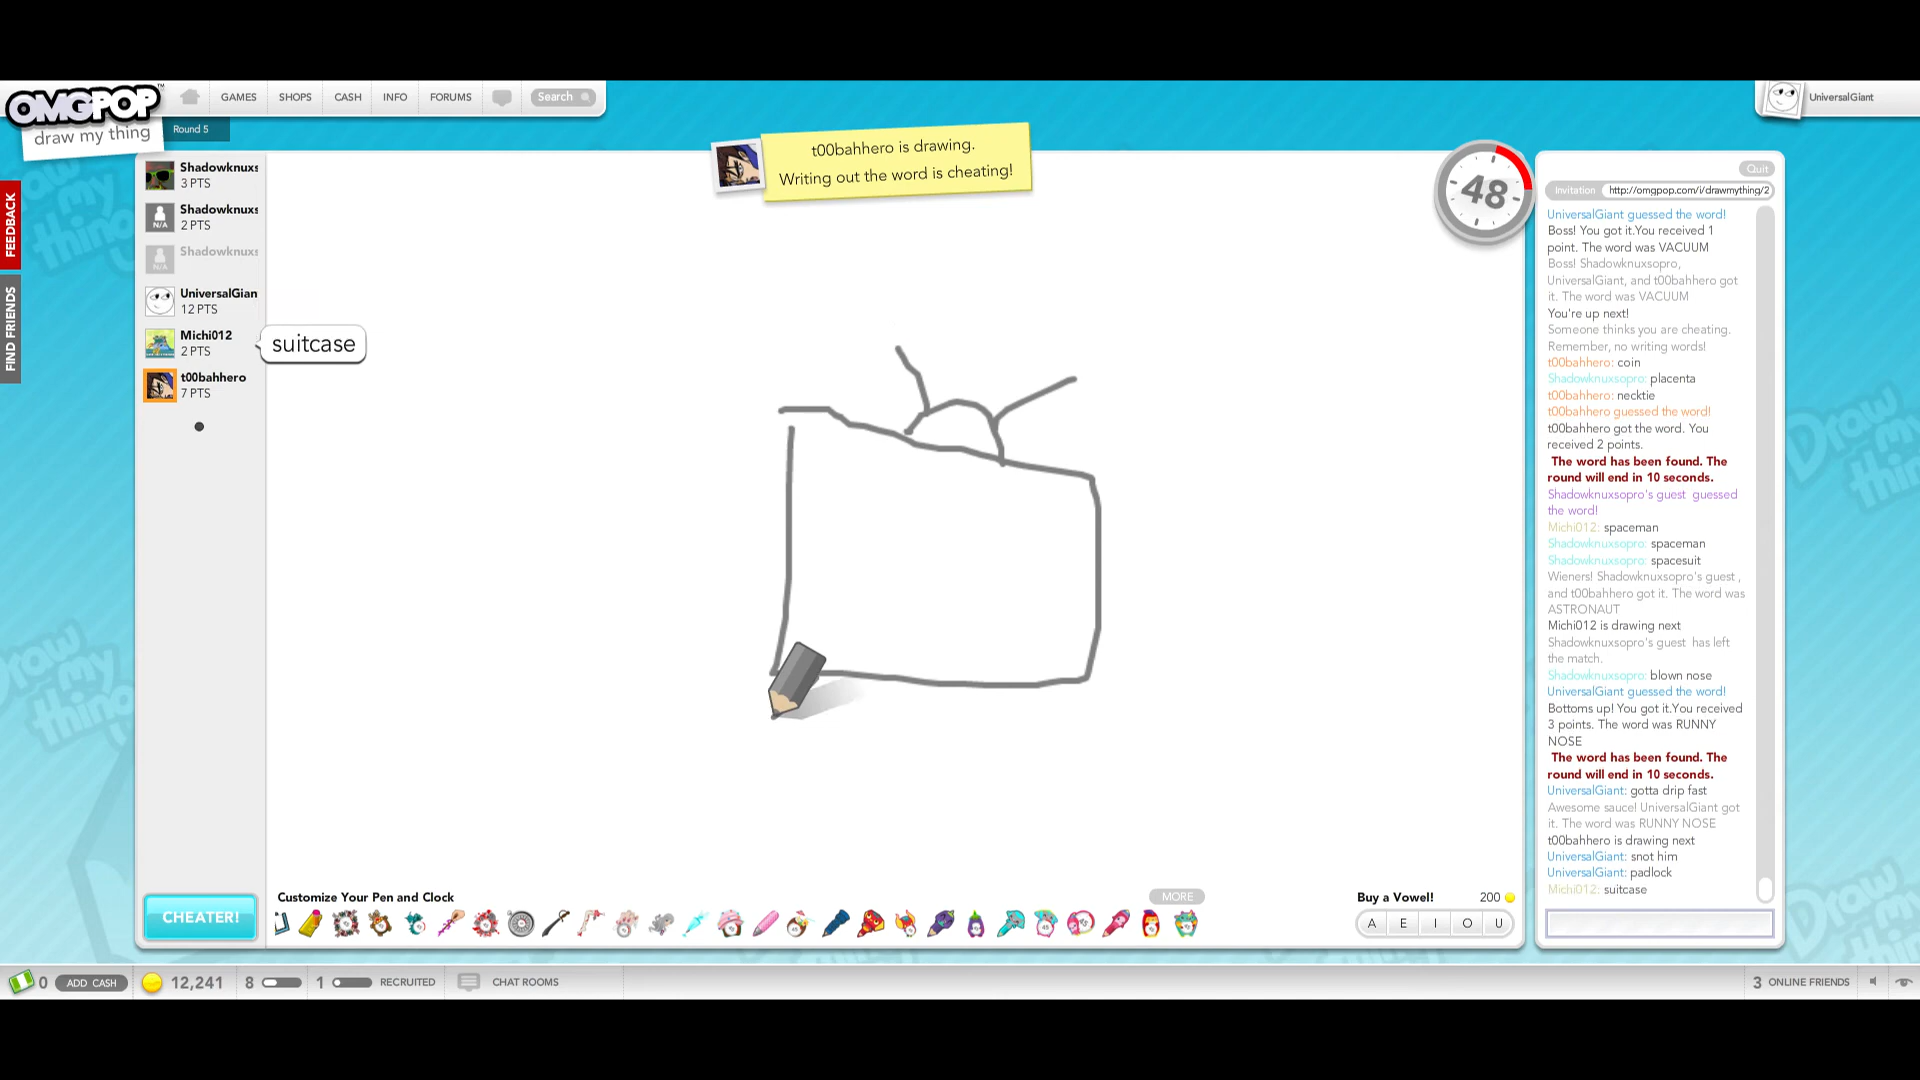 OMGPOP™
draw my thing
GAMES
SHOPS
CASH
INFO
FORUMS
Search
UniversalGiant
Round 5
t00bahhero is drawing.
Writing out the word is cheating!
48
FEEDBACK
FIND FRIENDS
Shadowknuxs
3 PTS
N/A
Shadowknuxs
2 PTS
N/A
Shadowknuxs
UniversalGian
12 PTS
Michi012
2 PTS
suitcase
t00bahhero
7 PTS
CHEATER!
Quit
Invitation
http://omgpop.com/i/drawmything/2
UniversalGiant guessed the word!
Boss! You got it.You received 1
point. The word was VACUUM
Boss! Shadowknuxsopro,
UniversalGiant, and t00bahhero got
it. The word was VACUUM
You're up next!
Someone thinks you are cheating.
Remember, no writing words!
t00bahhero: coin
Shadowknuxsopro: placenta
t00bahhero: necktie
t00bahhero guessed the word!
t00bahhero got the word. You
received 2 points.
The word has been found. The
round will end in 10 seconds.
Shadowknuxsopro's guest guessed
the word!
Michi012: spaceman
Shadowknuxsopro: spaceman
Shadowknuxsopro: spacesuit
Wieners! Shadowknuxsopro's guest ,
and t00bahhero got it. The word was
ASTRONAUT
Michi012 is drawing next
Shadowknuxsopro's guest has left
the match.
Shadowknuxsopro: blown nose
UniversalGiant guessed the word!
Bottoms up! You got it.You received
3 points. The word was RUNNY
NOSE
The word has been found. The
round will end in 10 seconds.
UniversalGiant: gotta drip fast
Awesome sauce! UniversalGiant got
it. The word was RUNNY NOSE
t00bahhero is drawing next
UniversalGiant: snot him
UniversalGiant: padlock
Michi012: suitcase
Customize Your Pen and Clock
MORE
Buy a Vowel!
200
A E I O U
0
ADD CASH
12,241
8
1
RECRUITED
CHAT ROOMS
3 ONLINE FRIENDS